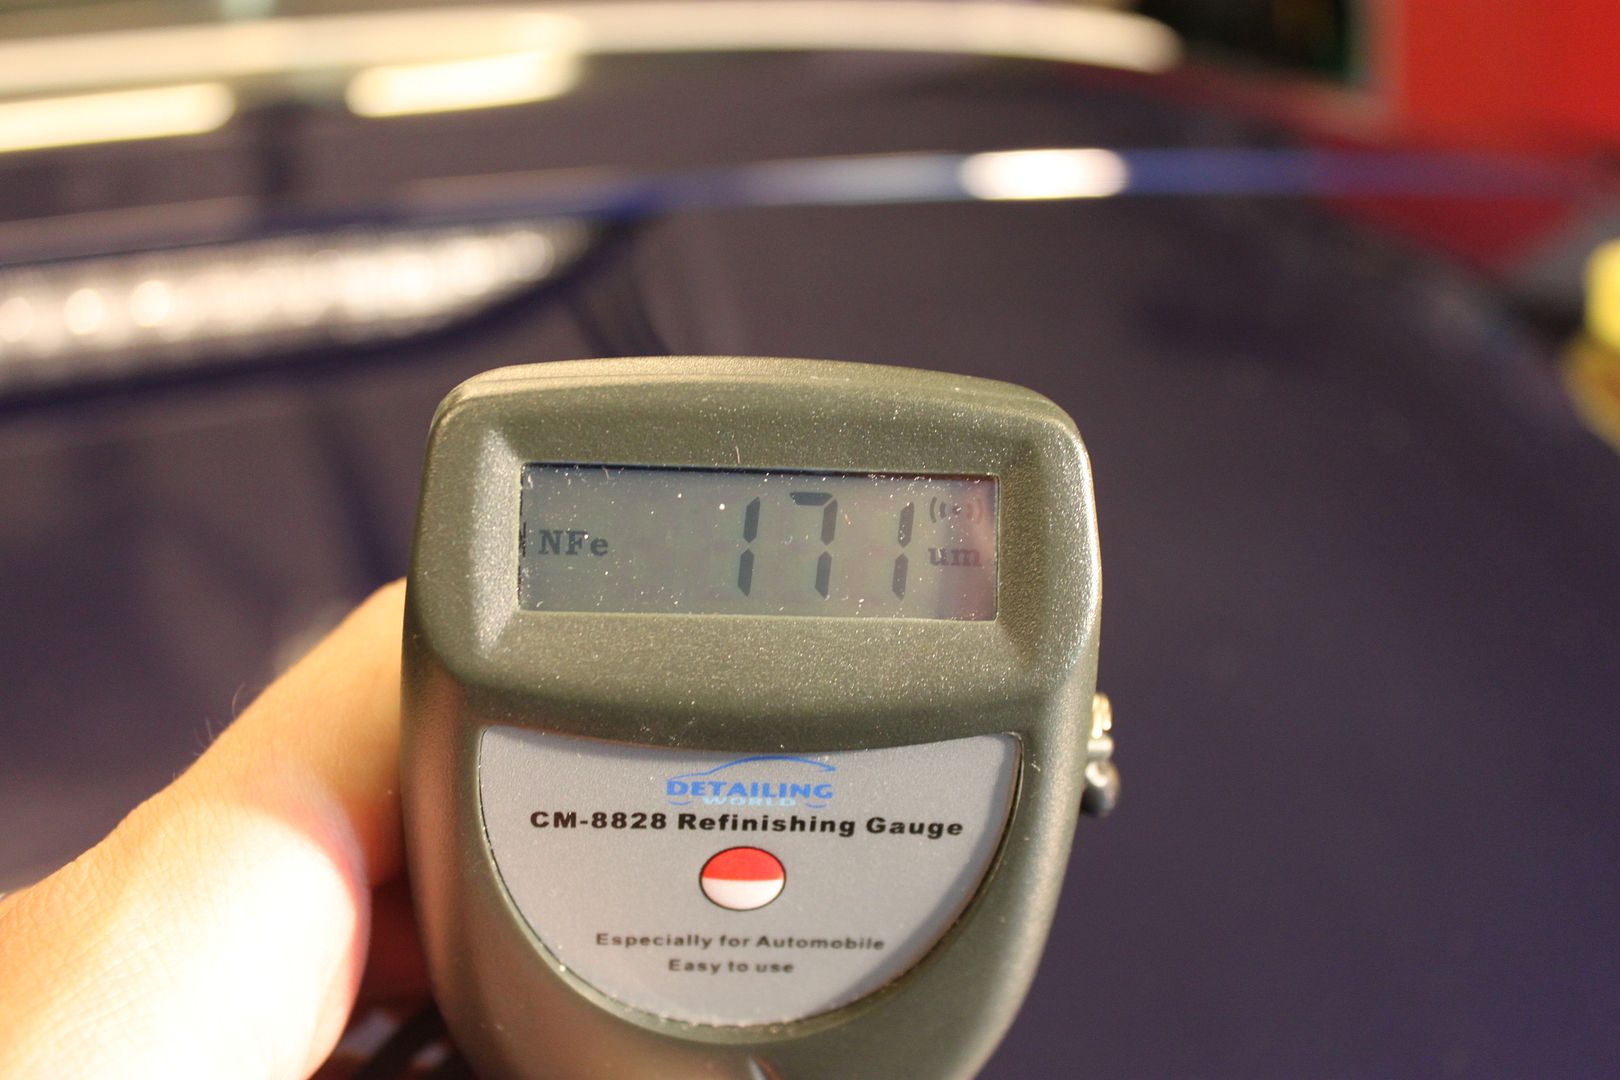 NFe 171 um
DETAILING
WORLD
CM-8828 Refinishing Gauge
Especially for Automobile
Easy to use